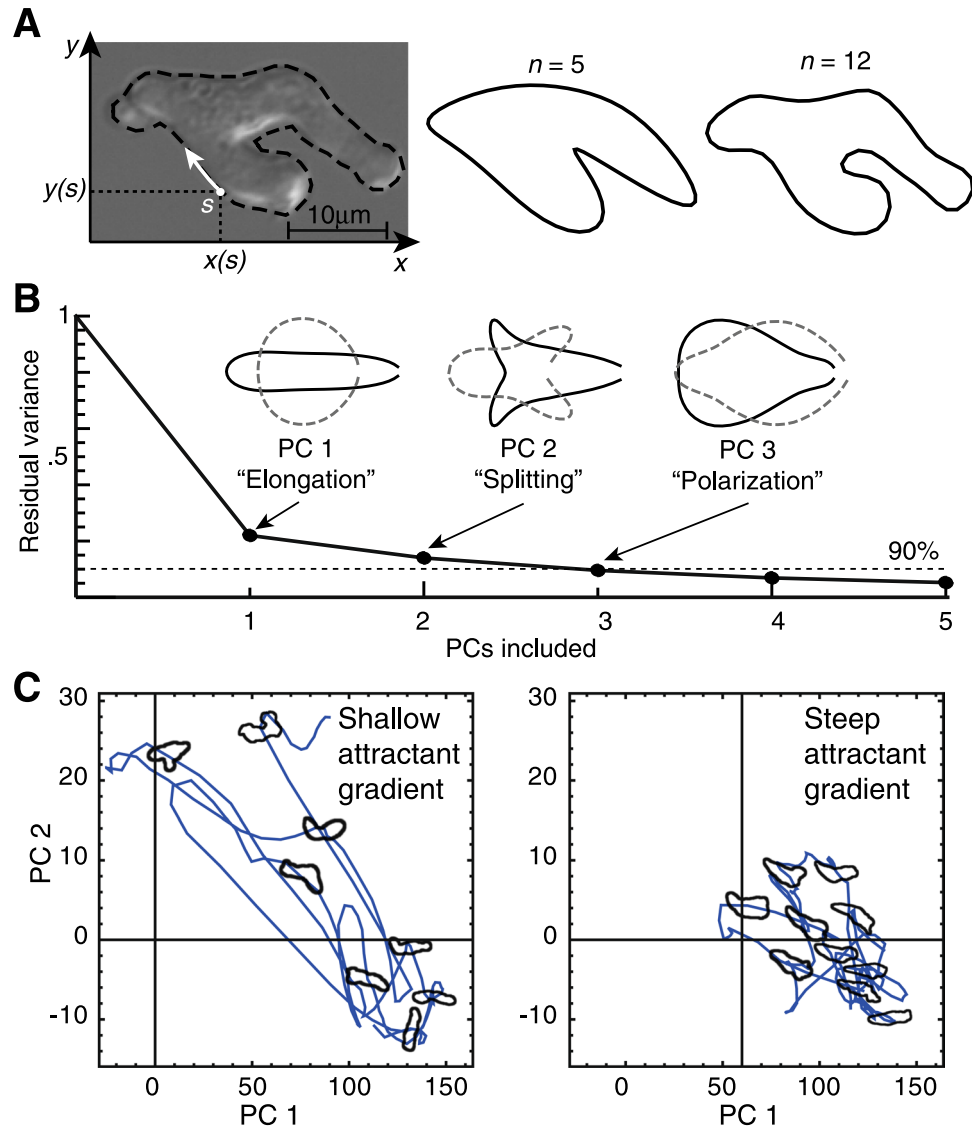 A
y
y(s)
s
10μm
x(s)
x
n = 5
n = 12
B
1
.5
Residual variance
PC 1
“Elongation”
PC 2
“Splitting”
PC 3
“Polarization”
90%
1 2 3 4 5
PCs included
C
30
20
10
0
-10
PC 2
Shallow
attractant
gradient
0 50 100 150
PC 1
30
20
10
0
-10
Steep
attractant
gradient
0 50 100 150
PC 1